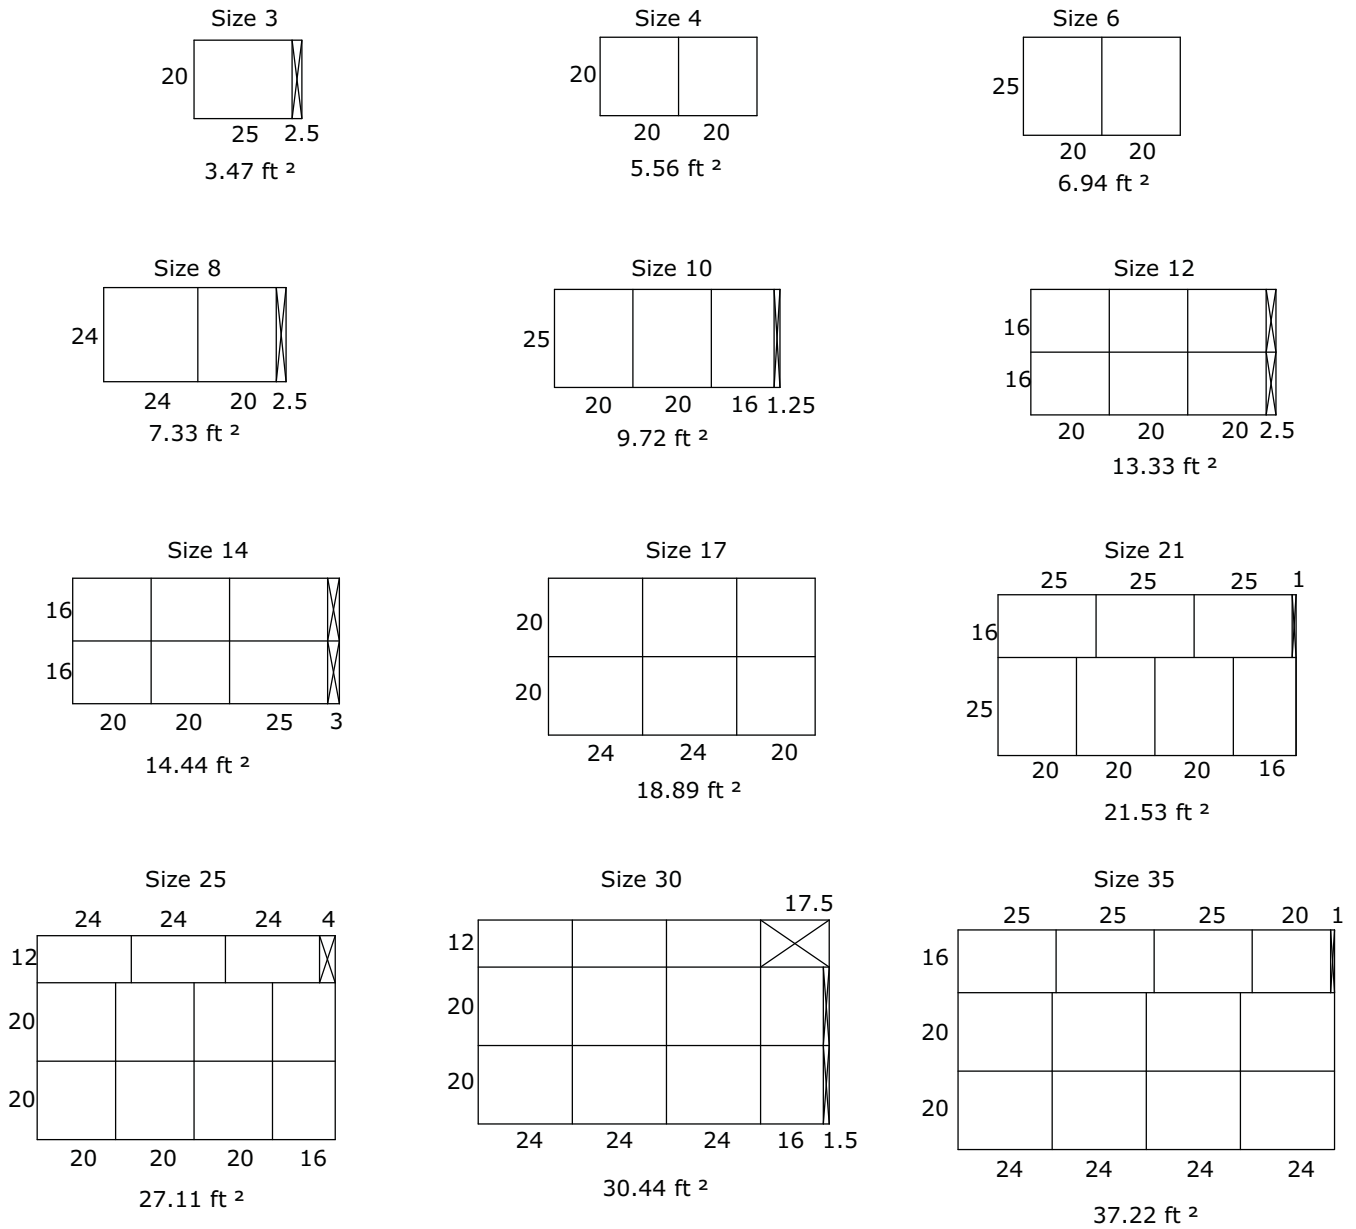 Size 3
20
25 2.5
3.47 ft ²
Size 4
20
20 20
5.56 ft ²
Size 6
25
20 20
6.94 ft ²
Size 8
24
24 20 2.5
7.33 ft ²
Size 10
25
20 20 16 1.25
9.72 ft ²
Size 12
16
16
20 20 20 2.5
13.33 ft ²
Size 14
16
16
20 20 25 3
14.44 ft ²
Size 17
20
20
24 24 20
18.89 ft ²
Size 21
25 25 25 1
16
25
20 20 20 16
21.53 ft ²
Size 25
24 24 24 4
12
20
20
20 20 20 16
27.11 ft ²
Size 30
17.5
12
20
20
24 24 24 16 1.5
30.44 ft ²
Size 35
25 25 25 20 1
16
20
20
24 24 24 24
37.22 ft ²